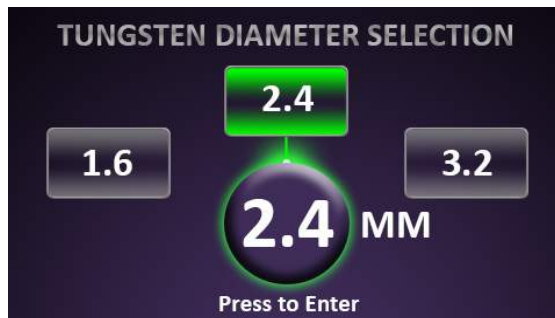 TUNGSTEN DIAMETER SELECTION
2.4
1.6
3.2
2.4 MM
Press to Enter